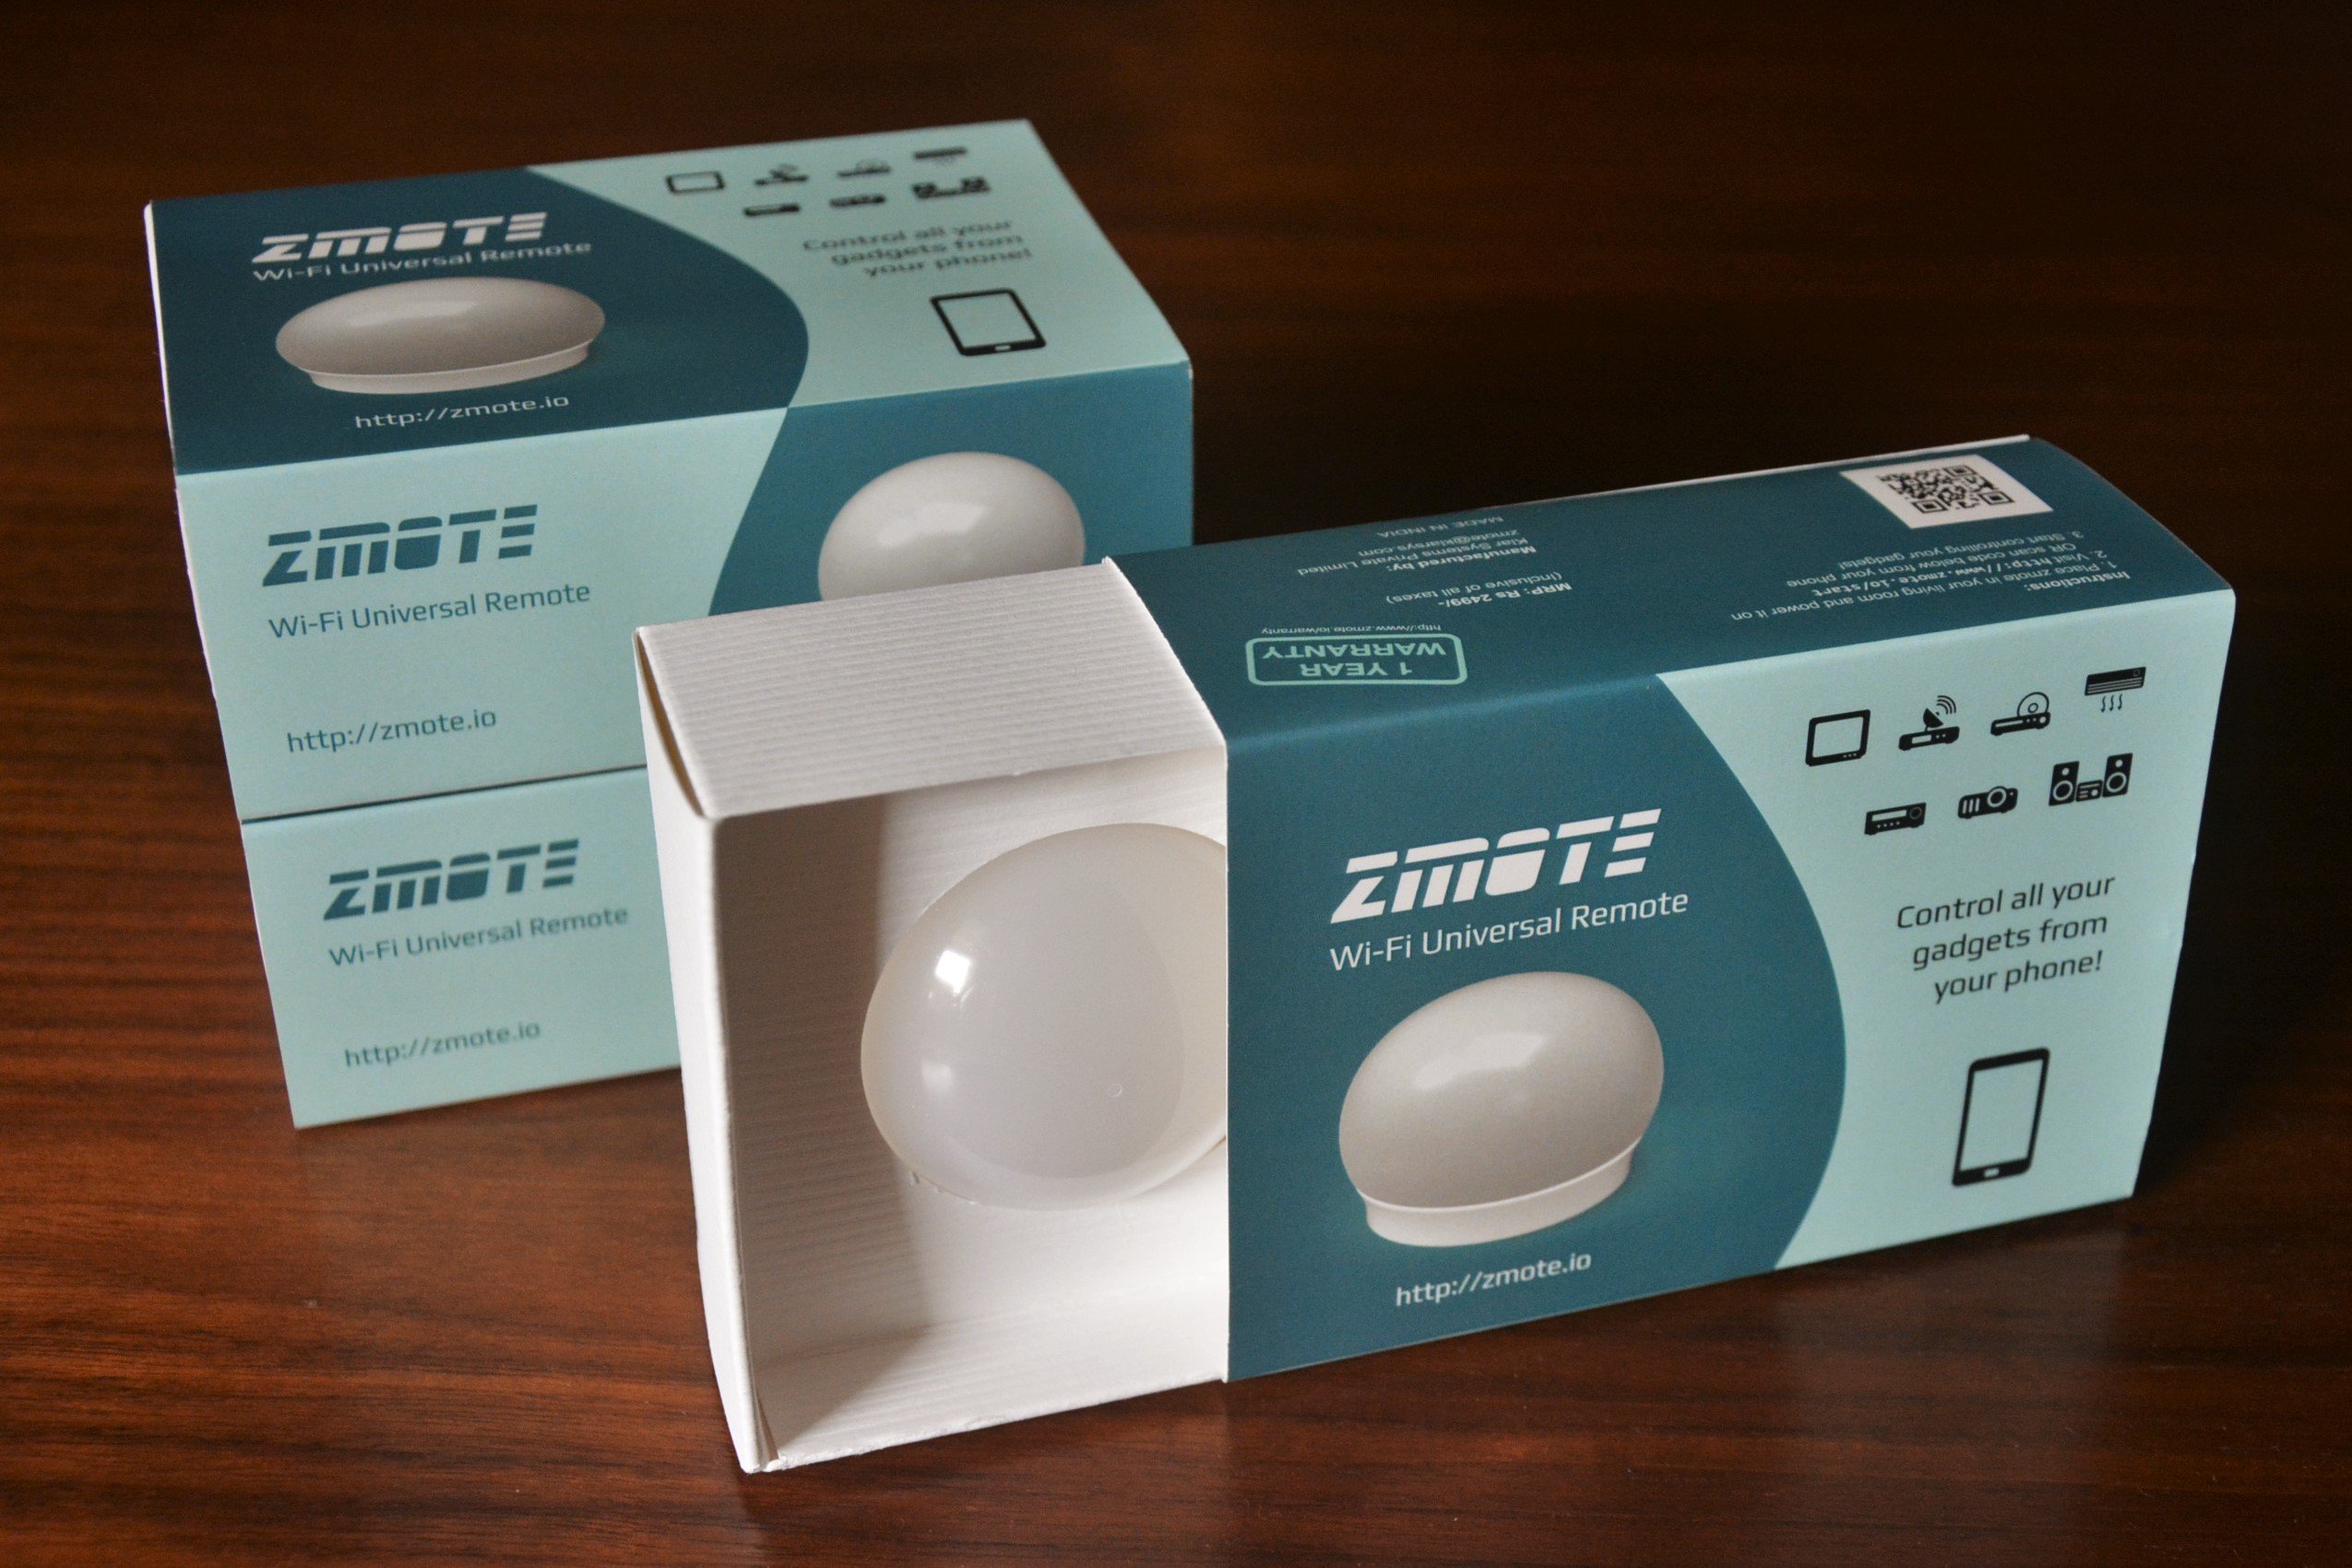 ZMOTE
Wi-Fi Universal Remote
http://zmote.io
Control all your
gadgets from
your phone!
ZMOTE
Wi-Fi Universal Remote
http://zmote.io
ZMOTE
Wi-Fi Universal Remote
http://zmote.io
Instructions:
1. Place zmote in your living room and power it on
2. Visit http://www.zmote.io/start
OR scan code below from your phone
3. Start controlling your gadgets!
1 YEAR
WARRANTY
http://www.zmote.io/warranty
MRP: Rs 2499/-
(inclusive of all taxes)
Manufactured by:
Klar Systems Private Limited
zmote@klarsys.com
MADE IN INDIA
ZMOTE
Wi-Fi Universal Remote
http://zmote.io
Control all your
gadgets from
your phone!